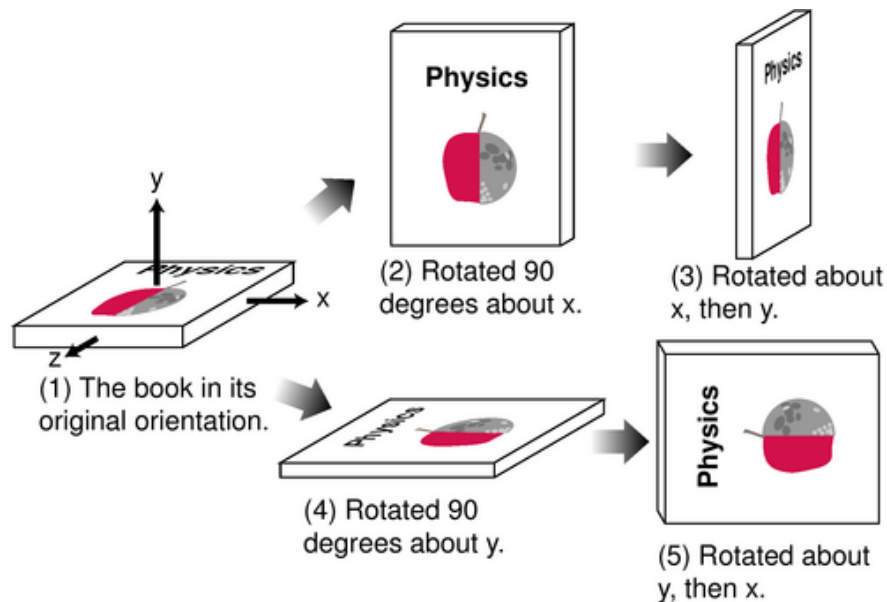 Physics
y
x
z
(1) The book in its
original orientation.
Physics
(2) Rotated 90
degrees about x.
Physics
(3) Rotated about
x, then y.
Physics
(4) Rotated 90
degrees about y.
Physics
(5) Rotated about
y, then x.